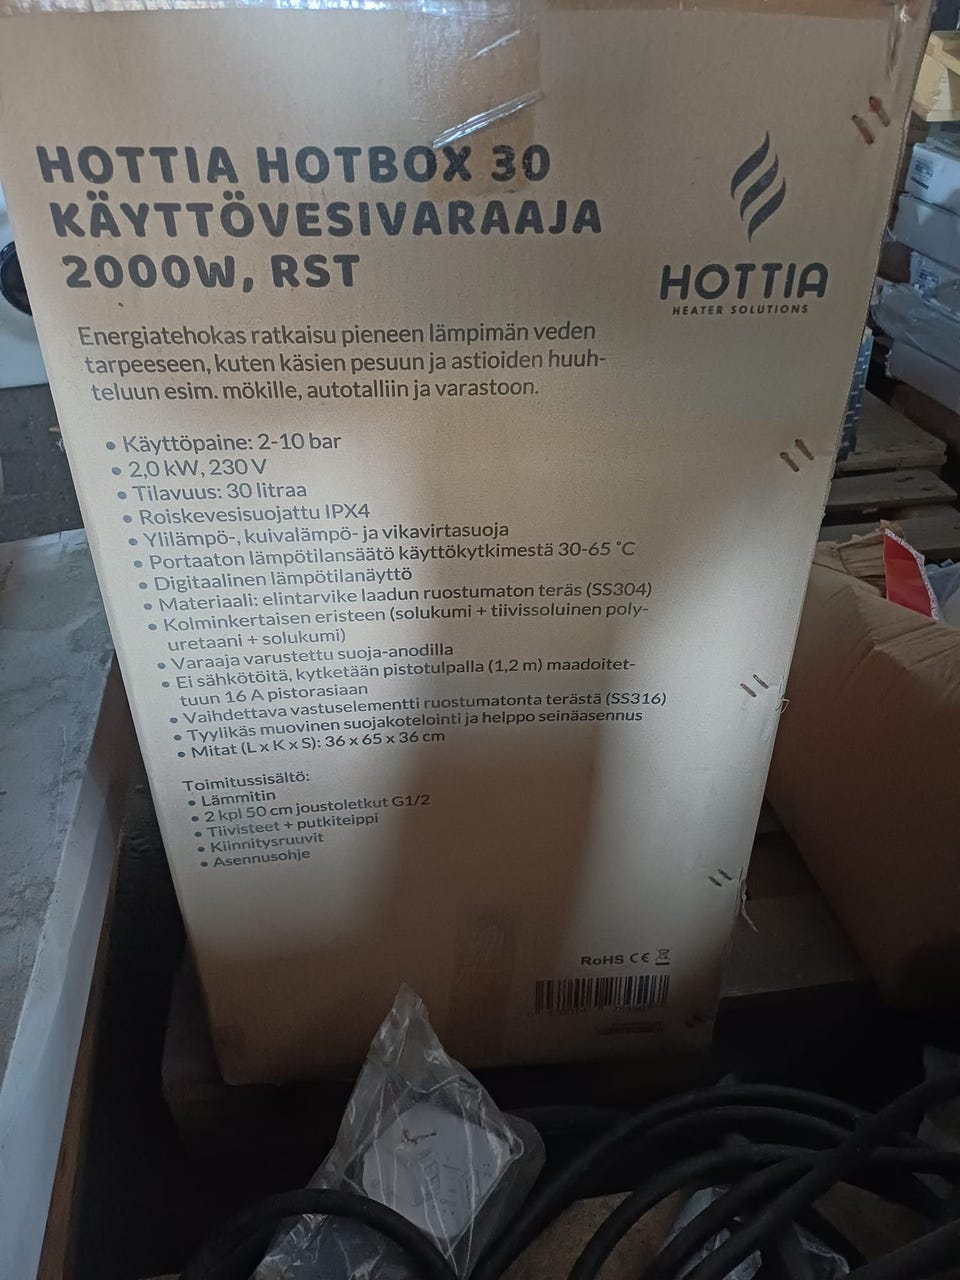 HOTTIA HOTBOX 30
KÄYTTÖVESIVARAAJA
2000W, RST
HOTTIA
HEATER SOLUTIONS
Energiatehokas ratkaisu pieneen lämpimän veden
tarpeeseen, kuten käsien pesuun ja astioiden huuh-
teluun esim. mökille, autotalliin ja varastoon.
• Käyttöpaine: 2-10 bar
• 2,0 kW, 230 V
• Tilavuus: 30 litraa
• Roiskevesisuojattu IPX4
• Ylilämpö-, kuivalämpö- ja vikavirtasuoja
• Portaaton lämpötilansäätö käyttökytkimestä 30-65 °C
• Digitaalinen lämpötilanäyttö
• Materiaali: elintarvike laadun ruostumaton teräs (SS304)
• Kolminkertaisen eristeen (solukumi + tiivissoluinen poly-
uretaani + solukumi)
• Varaaja varustettu suoja-anodilla
• Ei sähkötöitä, kytketään pistotulpalla (1,2 m) maadoitet-
tuun 16 A pistorasiaan
• Vaihdettava vastuselementti ruostumatonta terästä (SS316)
• Tyylikäs muovinen suojakotelointi ja helppo seinäasennus
• Mitat (L x K x S): 36 x 65 x 36 cm
Toimitussisältö:
• Lämmitin
• 2 kpl 50 cm joustoletkut G1/2
• Tiivisteet + putkiteippi
• Kiinnitysruuvit
• Asennusohje
RoHS CE